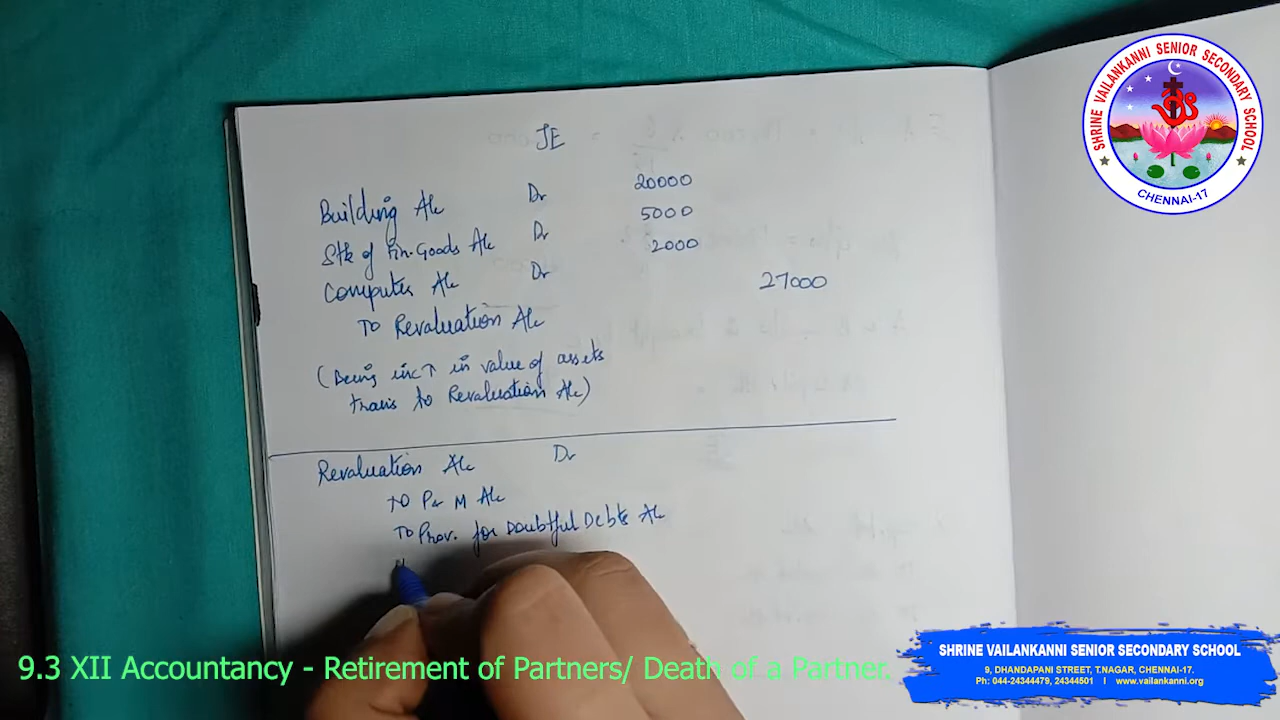 JE
Building A/c Dr 20000
Stk of Fin. Goods A/c Dr 5000
Computer A/c Dr 2000
To Revaluation A/c 27000
(Being inc↑ in value of assets
trans to Revaluation A/c)
Revaluation A/c Dr
To P & M A/c
To Prov. for Doubtful Debts A/c
SHRINE VAILANKANNI SENIOR SECONDARY SCHOOL
CHENNAI-17
9.3 XII Accountancy - Retirement of Partners/ Death of a Partner.
SHRINE VAILANKANNI SENIOR SECONDARY SCHOOL
9, DHANDAPANI STREET, T.NAGAR, CHENNAI-17.
Ph: 044-24344479, 24344501 I www.vailankanni.org